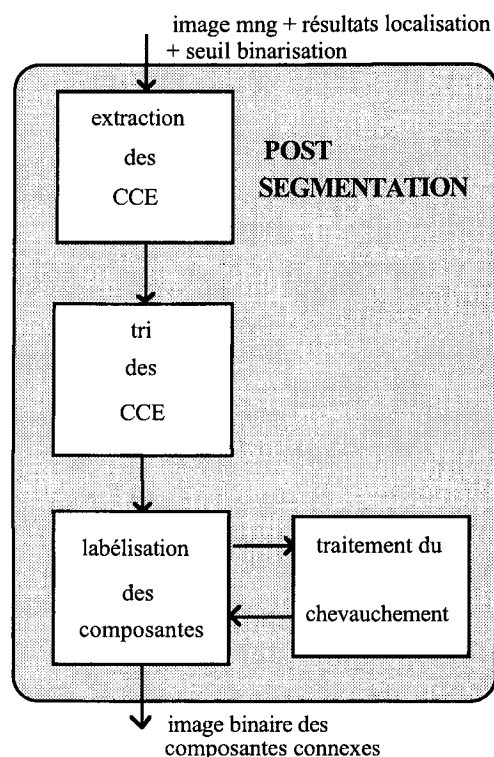 image mng + résultats localisation
+ seuil binarisation
extraction
des
CCE
POST
SEGMENTATION
tri
des
CCE
labélisation
des
composantes
traitement du
chevauchement
image binaire des
composantes connexes